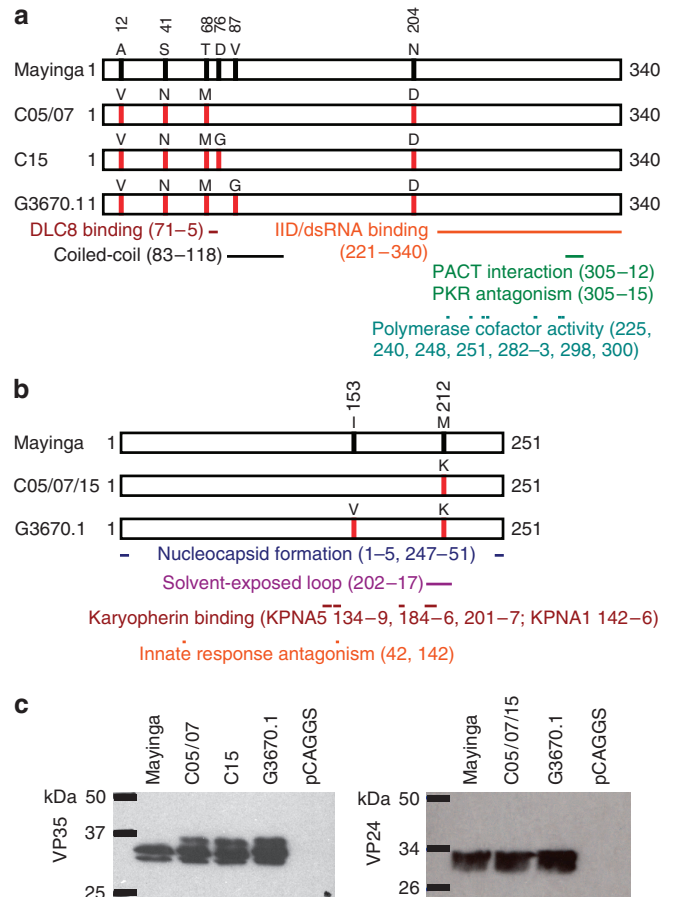 a
12 41 68 76 87 204
A S T D V N
Mayinga 1 340
V N M D
C05/07 1 340
V N M G D
C15 1 340
V N M G D
G3670.1 1 340
DLC8 binding (71–5)
IID/dsRNA binding
(221–340)
Coiled-coil (83–118)
PACT interaction (305–12)
PKR antagonism (305–15)
Polymerase cofactor activity (225,
240, 248, 251, 282–3, 298, 300)
b
153 212
I M
Mayinga 1 251
K
C05/07/15 1 251
V K
G3670.1 1 251
Nucleocapsid formation (1–5, 247–51)
Solvent-exposed loop (202–17)
Karyopherin binding (KPNA5 134–9, 184–6, 201–7; KPNA1 142–6)
Innate response antagonism (42, 142)
c
Mayinga C05/07 C15 G3670.1 pCAGGS
kDa 50
37
25
VP35
Mayinga C05/07/15 G3670.1 pCAGGS
kDa 50
34
26
VP24